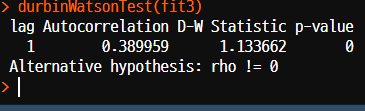 > durbinWatsonTest(fit3)
lag Autocorrelation D-W Statistic p-value
1 0.389959 1.133662 0
Alternative hypothesis: rho != 0
>